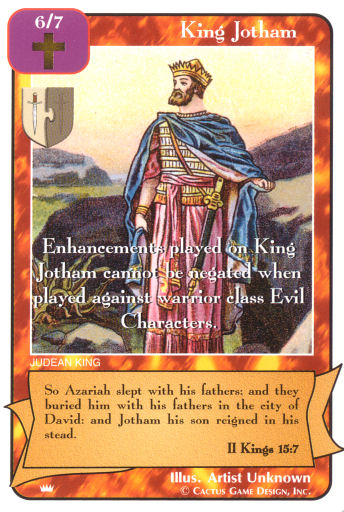 6/7
King Jotham
Enhancements played on King
Jotham cannot be negated when
played against warrior class Evil
Characters.
JUDEAN KING
So Azariah slept with his fathers; and they
buried him with his fathers in the city of
David: and Jotham his son reigned in his
stead.
II Kings 15:7
Illus. Artist Unknown
© Cactus Game Design, Inc.